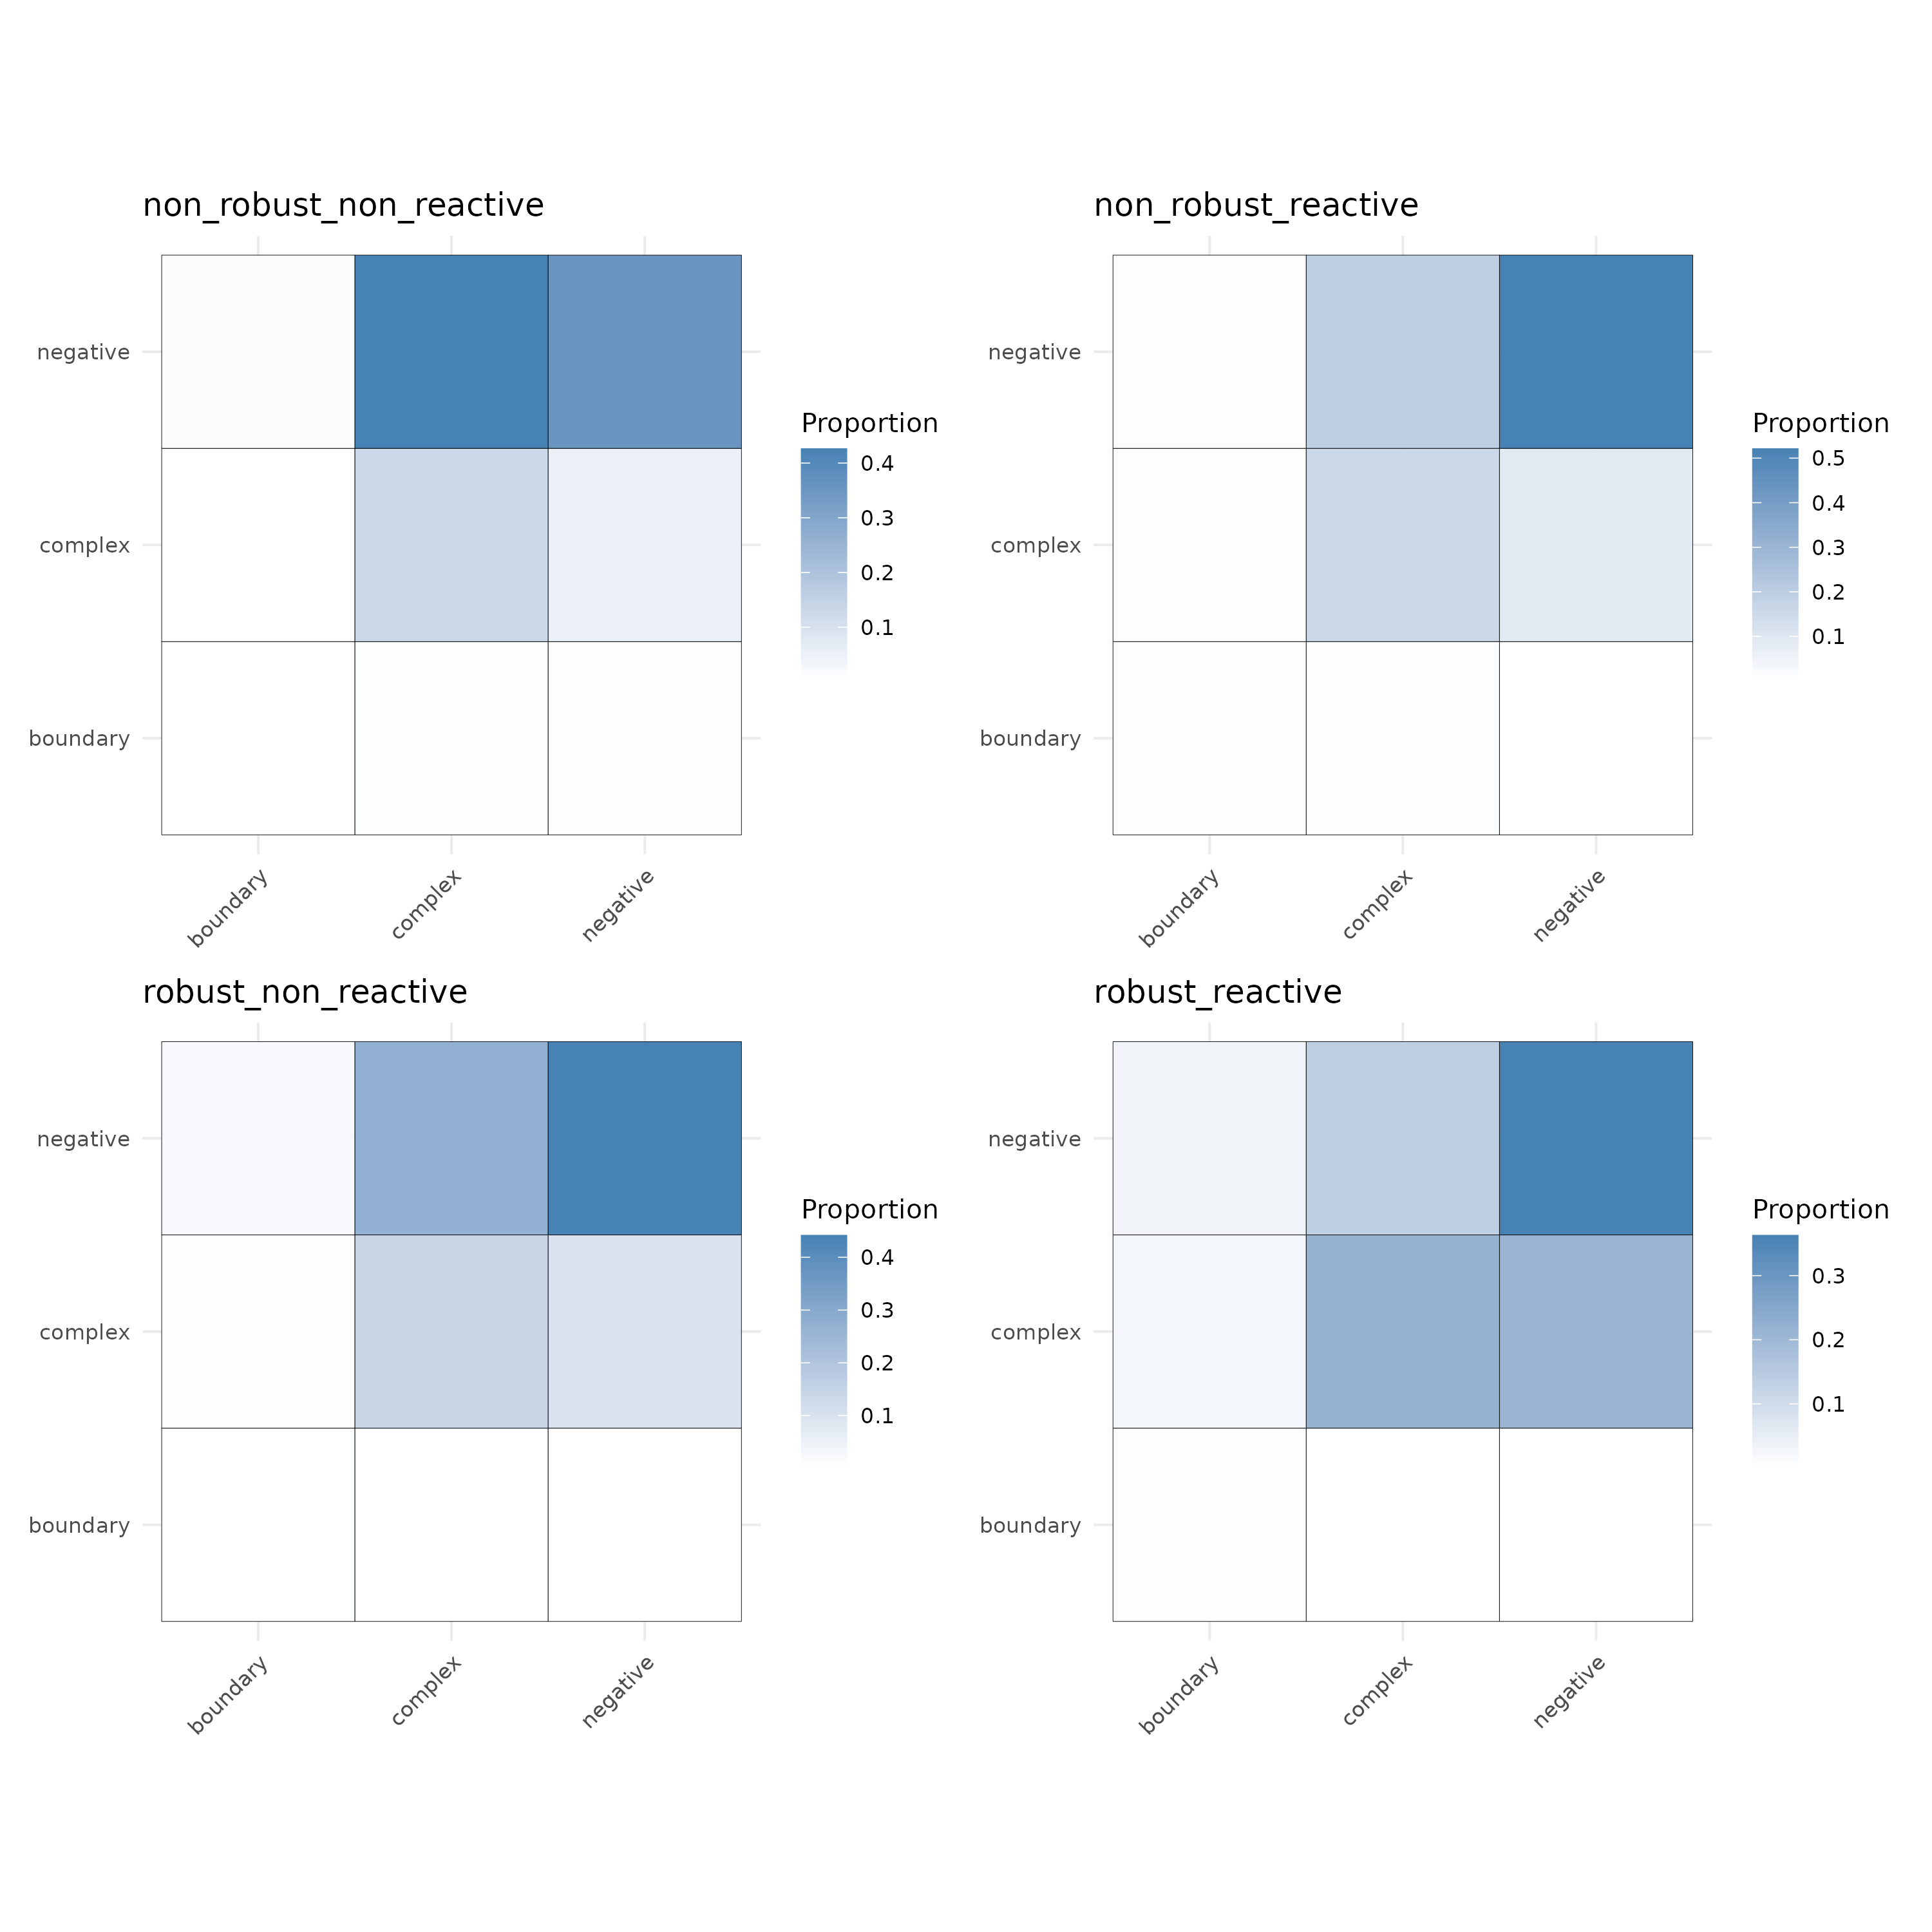 non_robust_non_reactive
negative
complex
boundary
boundary
complex
negative
Proportion
0.4
0.3
0.2
0.1
non_robust_reactive
negative
complex
boundary
boundary
complex
negative
Proportion
0.5
0.4
0.3
0.2
0.1
robust_non_reactive
negative
complex
boundary
boundary
complex
negative
Proportion
0.4
0.3
0.2
0.1
robust_reactive
negative
complex
boundary
boundary
complex
negative
Proportion
0.3
0.2
0.1